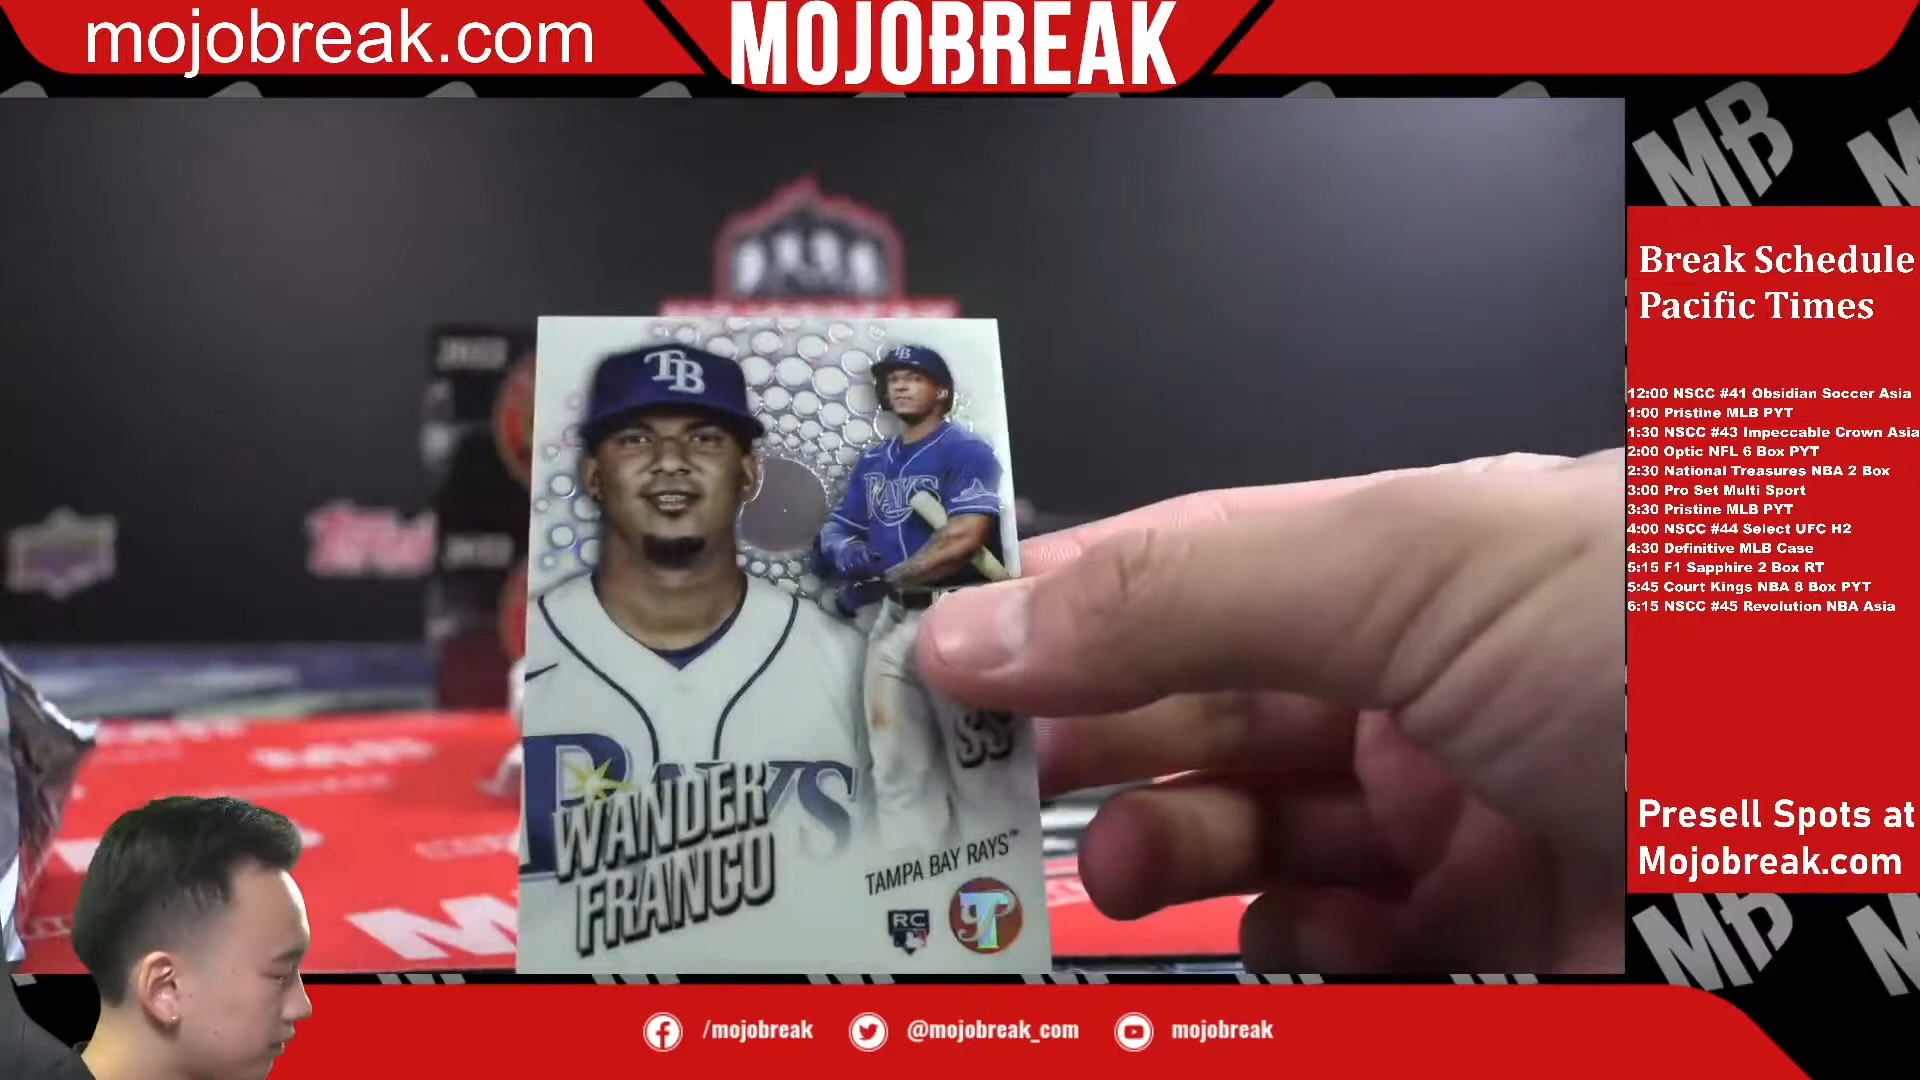 mojobreak.com
MOJOBREAK
MB
Break Schedule
Pacific Times
12:00 NSCC #41 Obsidian Soccer Asia
1:00 Pristine MLB PYT
1:30 NSCC #43 Impeccable Crown Asia
2:00 Optic NFL 6 Box PYT
2:30 National Treasures NBA 2 Box
3:00 Pro Set Multi Sport
3:30 Pristine MLB PYT
4:00 NSCC #44 Select UFC H2
4:30 Definitive MLB Case
5:15 F1 Sapphire 2 Box RT
5:45 Court Kings NBA 8 Box PYT
6:15 NSCC #45 Revolution NBA Asia
Presell Spots at
Mojobreak.com
MB
TB
TB
RAYS
Topps
RAYS
SS
WANDER
FRANCO
TAMPA BAY RAYS™
RC
/mojobreak
@mojobreak_com
mojobreak